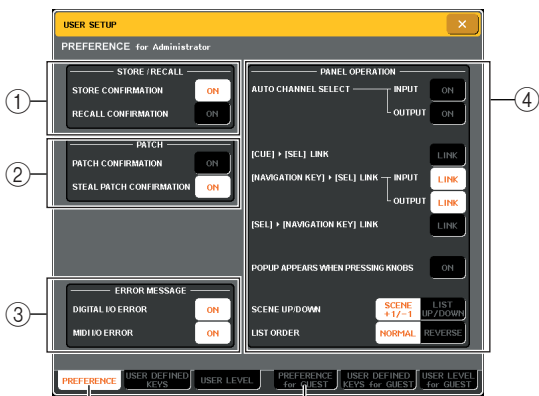 USER SETUP ×
PREFERENCE for Administrator
STORE / RECALL
STORE CONFIRMATION ON
RECALL CONFIRMATION ON
PATCH
PATCH CONFIRMATION ON
STEAL PATCH CONFIRMATION ON
ERROR MESSAGE
DIGITAL I/O ERROR ON
MIDI I/O ERROR ON
PANEL OPERATION
AUTO CHANNEL SELECT INPUT ON
OUTPUT ON
[CUE] ▸ [SEL] LINK LINK
[NAVIGATION KEY] ▸ [SEL] LINK INPUT LINK
OUTPUT LINK
[SEL] ▸ [NAVIGATION KEY] LINK LINK
POPUP APPEARS WHEN PRESSING KNOBS ON
SCENE UP/DOWN SCENE +1/-1 LIST UP/DOWN
LIST ORDER NORMAL REVERSE
PREFERENCE USER DEFINED KEYS USER LEVEL PREFERENCE for GUEST USER DEFINED KEYS for GUEST USER LEVEL for GUEST
①
②
③
④